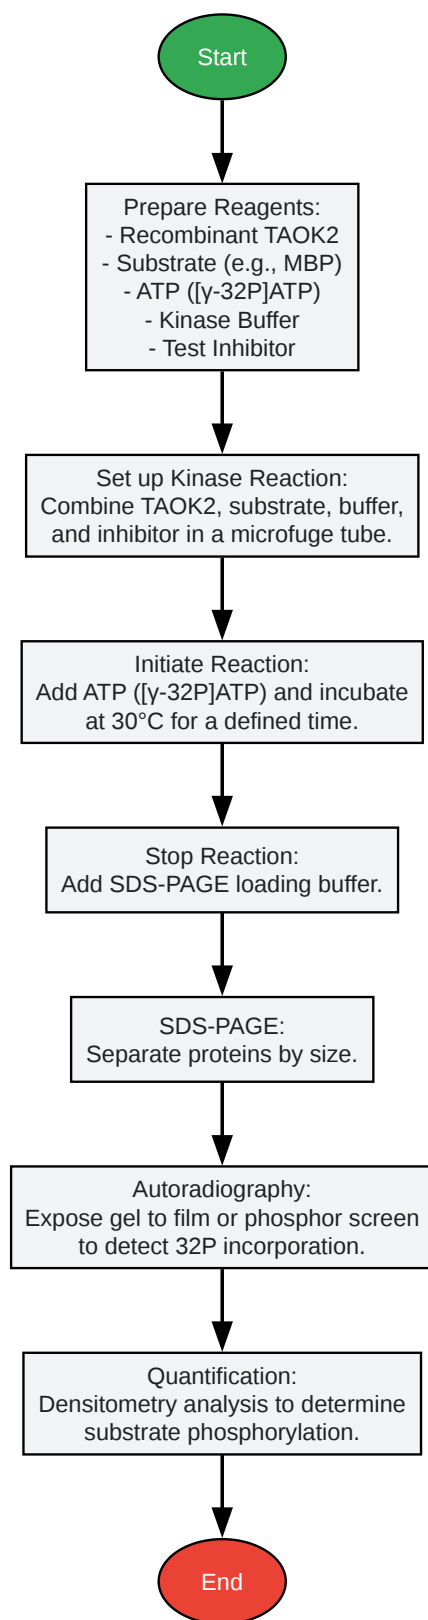 Start
Prepare Reagents:
- Recombinant TAOK2
- Substrate (e.g., MBP)
- ATP ([γ-32P]ATP)
- Kinase Buffer
- Test Inhibitor
Set up Kinase Reaction:
Combine TAOK2, substrate, buffer,
and inhibitor in a microfuge tube.
Initiate Reaction:
Add ATP ([γ-32P]ATP) and incubate
at 30°C for a defined time.
Stop Reaction:
Add SDS-PAGE loading buffer.
SDS-PAGE:
Separate proteins by size.
Autoradiography:
Expose gel to film or phosphor screen
to detect 32P incorporation.
Quantification:
Densitometry analysis to determine
substrate phosphorylation.
End